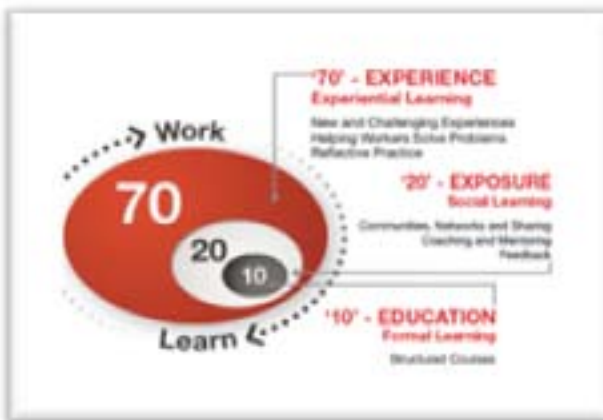 Work
70
20
10
Learn
'70' - EXPERIENCE
Experiential Learning
New and Challenging Experiences
Helping Workers Solve Problems
Reflective Practice
'20' - EXPOSURE
Social Learning
Communities, Networks and Sharing
Coaching and Mentoring
Feedback
'10' - EDUCATION
Formal Learning
Structured Courses